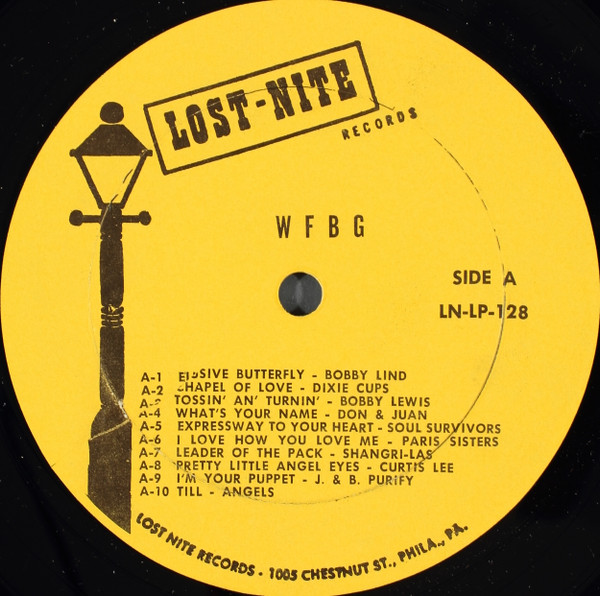 LOST-NITE
RECORDS
WFBG
SIDE A
LN-LP-128
A-1 ELUSIVE BUTTERFLY - BOBBY LIND
A-2 CHAPEL OF LOVE - DIXIE CUPS
A-3 TOSSIN' AN' TURNIN' - BOBBY LEWIS
A-4 WHAT'S YOUR NAME - DON & JUAN
A-5 EXPRESSWAY TO YOUR HEART - SOUL SURVIVORS
A-6 I LOVE HOW YOU LOVE ME - PARIS SISTERS
A-7 LEADER OF THE PACK - SHANGRI-LAS
A-8 PRETTY LITTLE ANGEL EYES - CURTIS LEE
A-9 I'M YOUR PUPPET - J. & B. PURIFY
A-10 TILL - ANGELS
LOST NITE RECORDS - 1005 CHESTNUT ST., PHILA., PA.